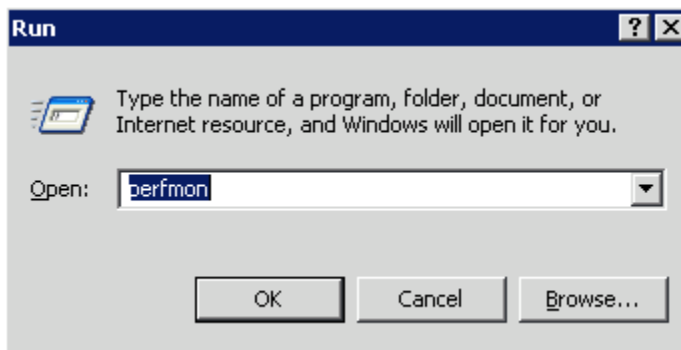 Run
Type the name of a program, folder, document, or
Internet resource, and Windows will open it for you.
Open:
perfmon
OK
Cancel
Browse...